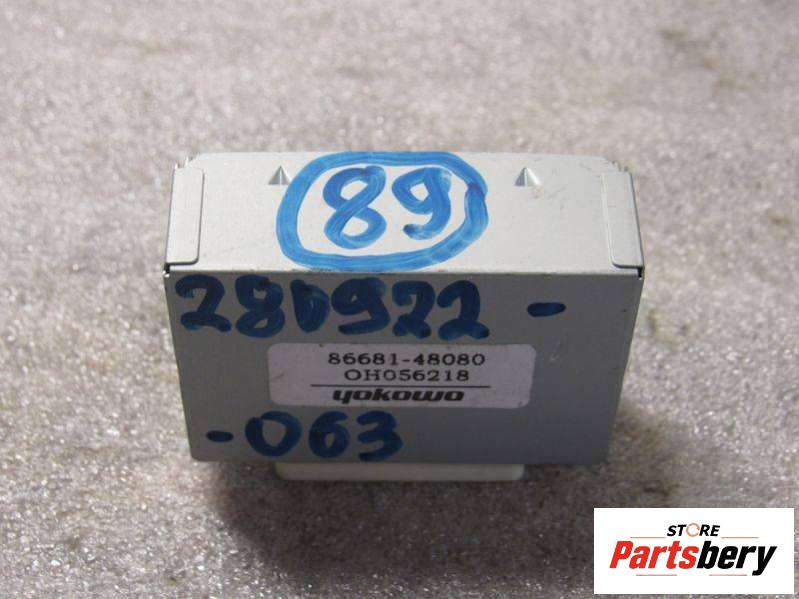 89
280922-
86681-48080
OH056218
yokowo
-063
STORE
Partsbery